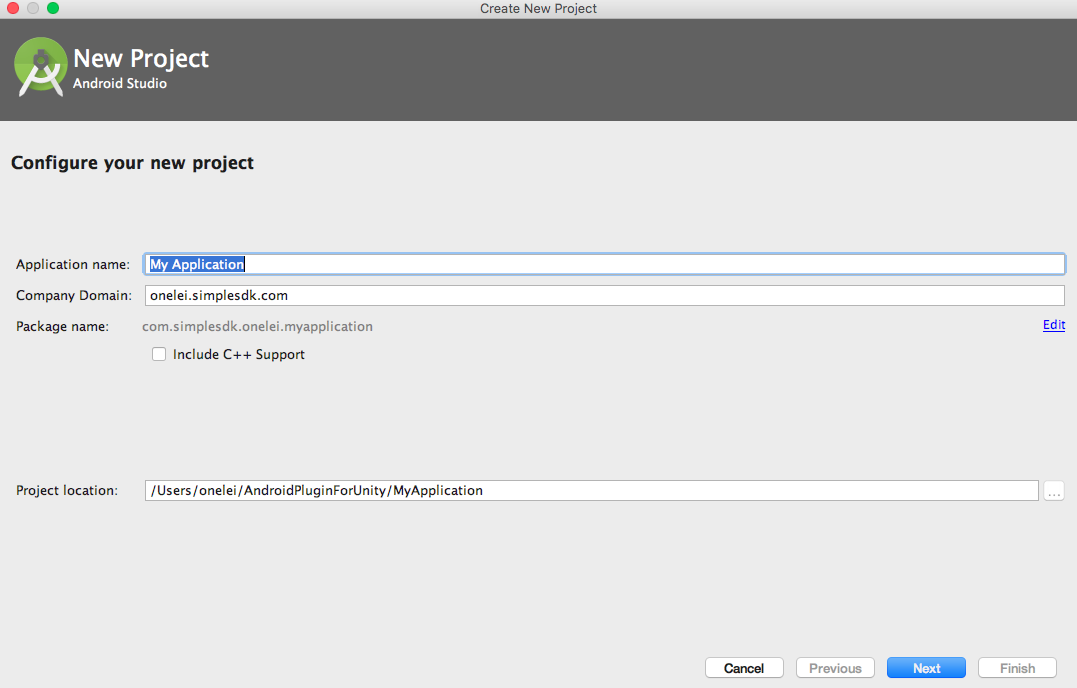 Create New Project
New Project
Android Studio
Configure your new project
Application name: My Application
Company Domain: onelei.simplesdk.com
Package name: com.simplesdk.onelei.myapplication Edit
Include C++ Support
Project location: /Users/onelei/AndroidPluginForUnity/MyApplication ...
Cancel Previous Next Finish